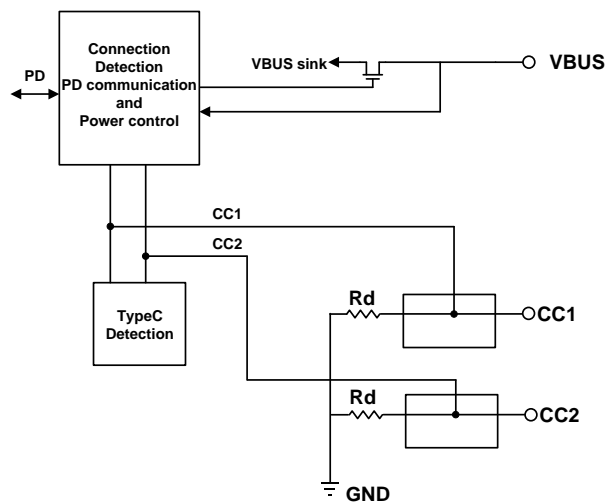 Connection
Detection
PD communication
and
Power control
PD
VBUS sink
VBUS
CC1
CC2
TypeC
Detection
Rd
CC1
Rd
CC2
GND